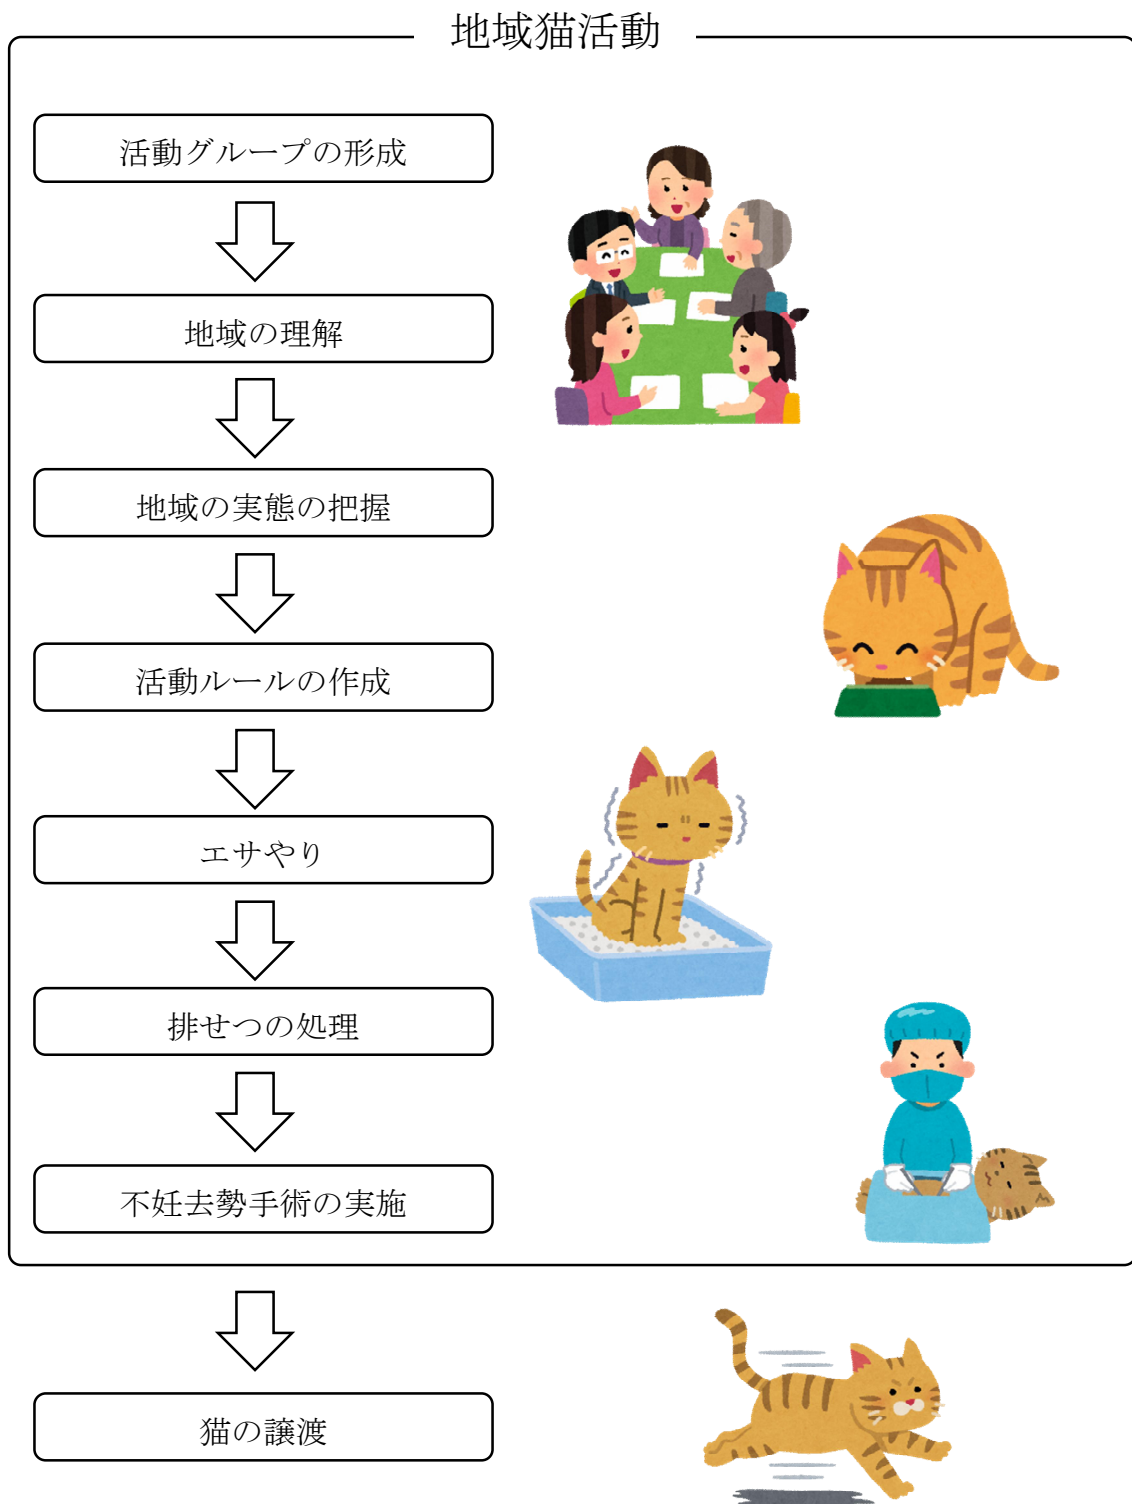 地域猫活動
活動グループの形成
地域の理解
地域の実態の把握
活動ルールの作成
エサやり
排せつの処理
不妊去勢手術の実施
猫の譲渡